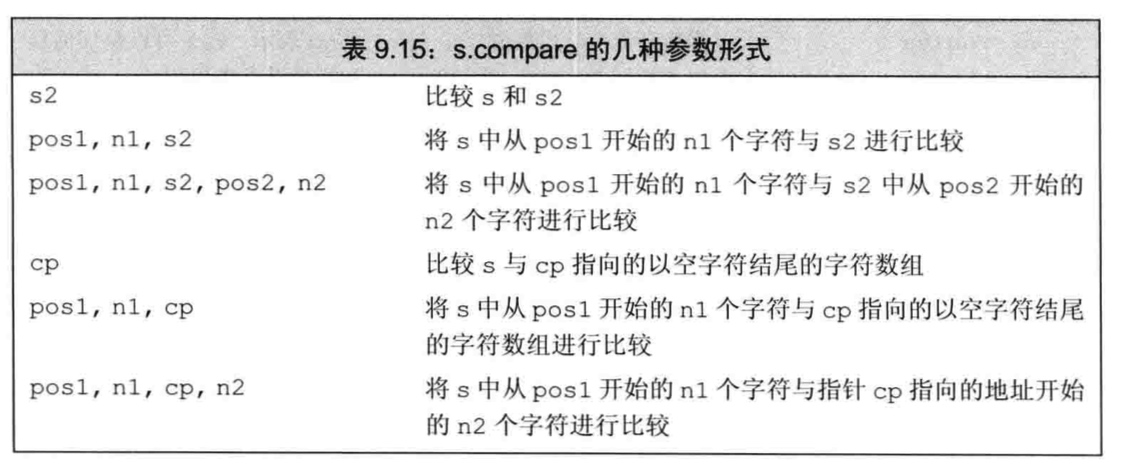 表 9.15：s.compare 的几种参数形式
s2 比较 s 和 s2
pos1, n1, s2 将 s 中从 pos1 开始的 n1 个字符与 s2 进行比较
pos1, n1, s2, pos2, n2 将 s 中从 pos1 开始的 n1 个字符与 s2 中从 pos2 开始的
n2 个字符进行比较
cp 比较 s 与 cp 指向的以空字符结尾的字符数组
pos1, n1, cp 将 s 中从 pos1 开始的 n1 个字符与 cp 指向的以空字符结尾
的字符数组进行比较
pos1, n1, cp, n2 将 s 中从 pos1 开始的 n1 个字符与指针 cp 指向的地址开始
的 n2 个字符进行比较